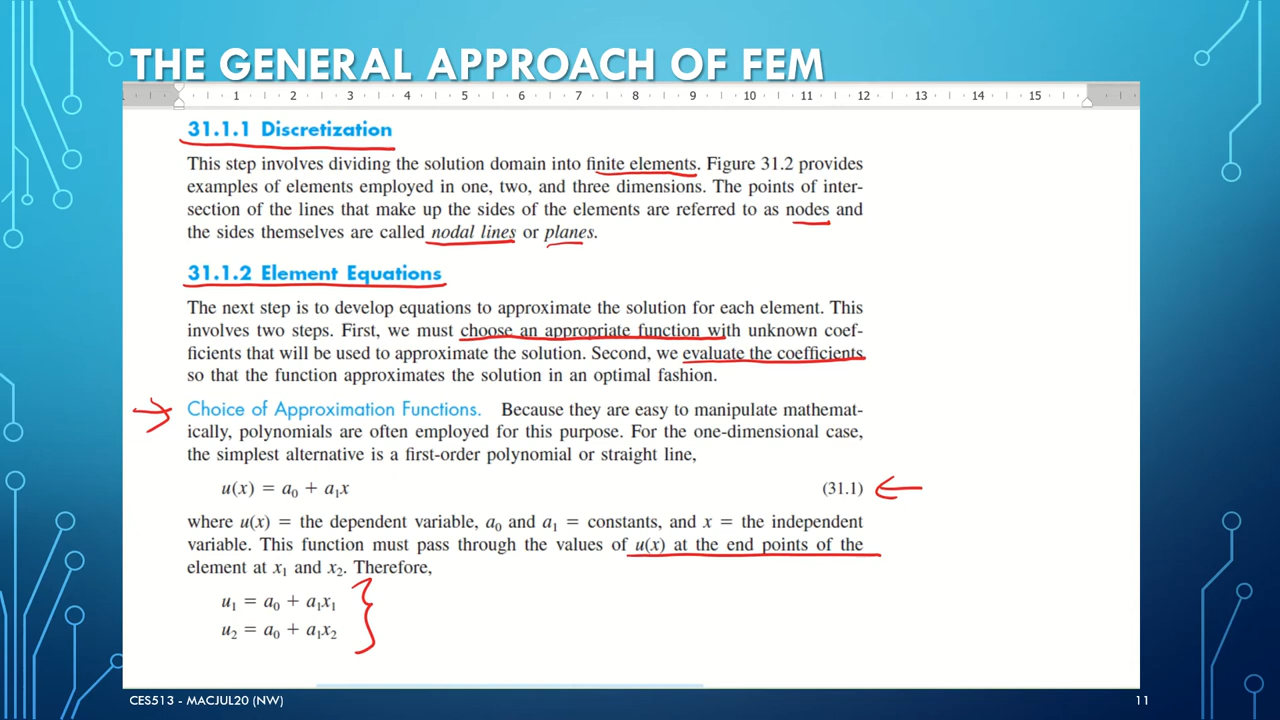 THE GENERAL APPROACH OF FEM
1 2 3 4 5 6 7 8 9 10 11 12 13 14 15
31.1.1 Discretization
This step involves dividing the solution domain into finite elements. Figure 31.2 provides
examples of elements employed in one, two, and three dimensions. The points of inter-
section of the lines that make up the sides of the elements are referred to as nodes and
the sides themselves are called nodal lines or planes.
31.1.2 Element Equations
The next step is to develop equations to approximate the solution for each element. This
involves two steps. First, we must choose an appropriate function with unknown coef-
ficients that will be used to approximate the solution. Second, we evaluate the coefficients
so that the function approximates the solution in an optimal fashion.
Choice of Approximation Functions. Because they are easy to manipulate mathemat-
ically, polynomials are often employed for this purpose. For the one-dimensional case,
the simplest alternative is a first-order polynomial or straight line,
u(x) = a₀ + a₁x (31.1)
where u(x) = the dependent variable, a₀ and a₁ = constants, and x = the independent
variable. This function must pass through the values of u(x) at the end points of the
element at x₁ and x₂. Therefore,
u₁ = a₀ + a₁x₁
u₂ = a₀ + a₁x₂
CES513 - MACJUL20 (NW) 11